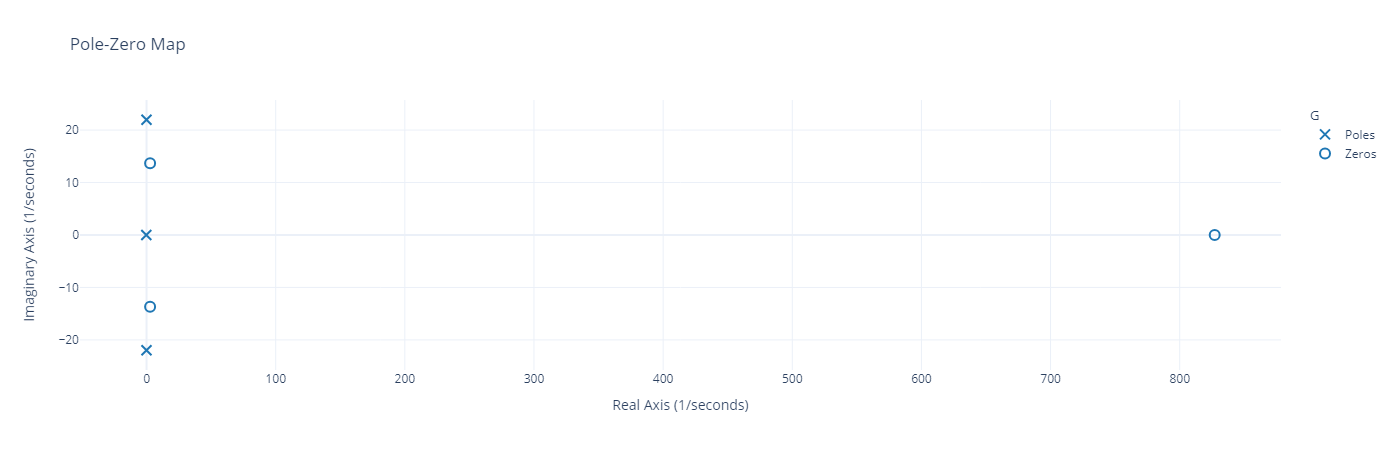 Pole-Zero Map
G
Poles
Zeros
Imaginary Axis (1/seconds)
20
10
0
−10
−20
0 100 200 300 400 500 600 700 800
Real Axis (1/seconds)